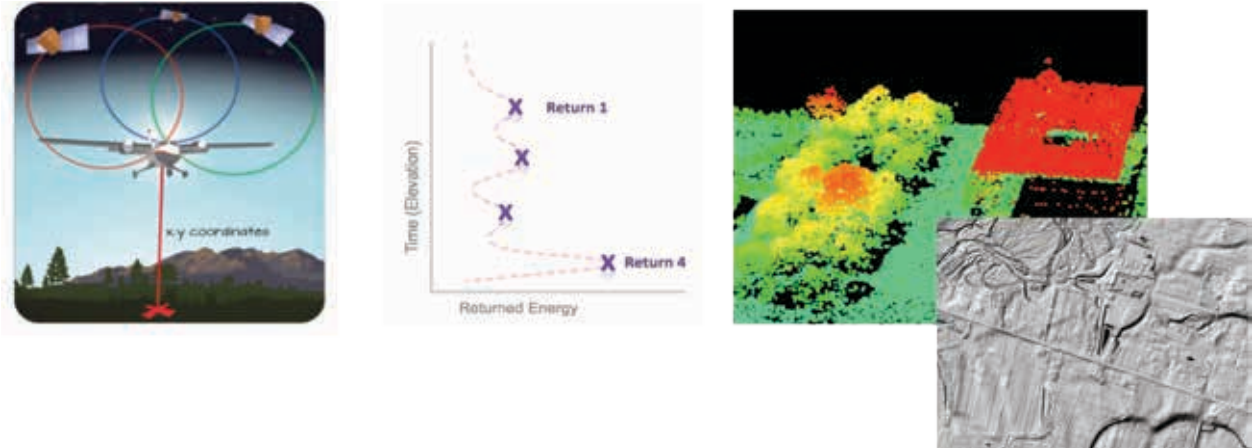 x,y coordinates
Time (Elevation)
Return 1
Return 4
Returned Energy